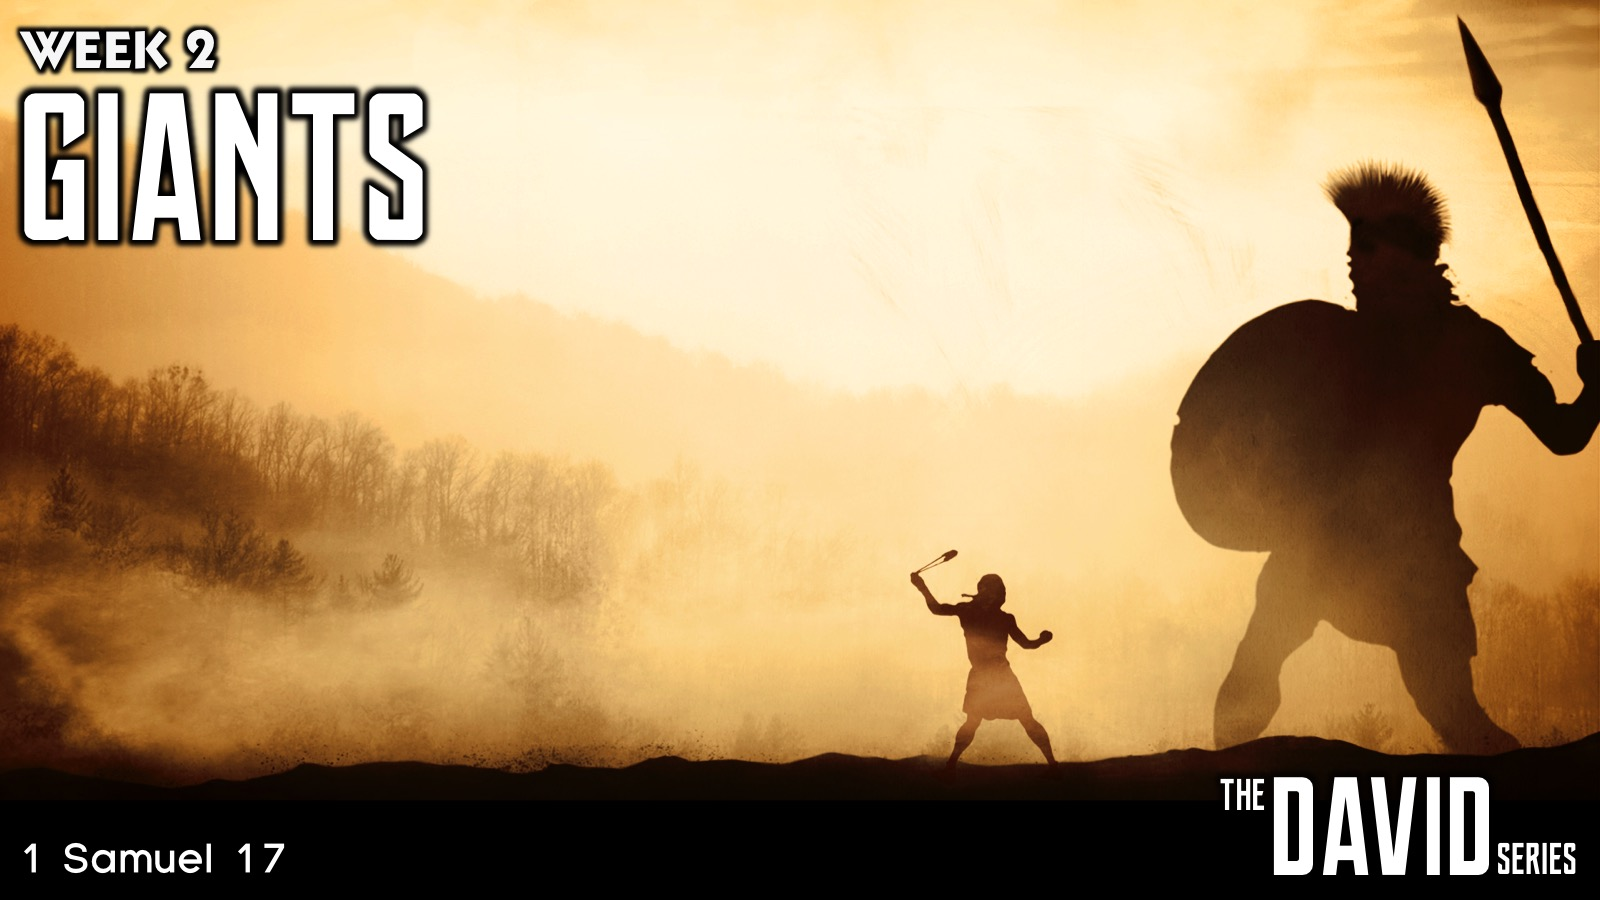 WEEK 2
GIANTS
THE DAVID SERIES
1 Samuel 17